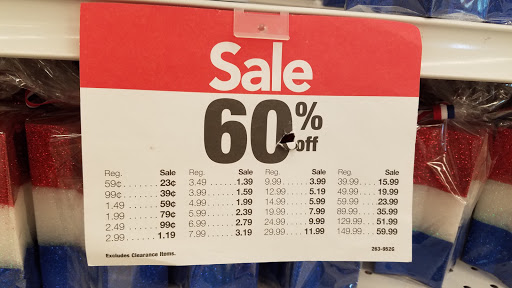 Sale
60% off
Reg. Sale Reg. Sale Reg. Sale Reg. Sale
59¢ ..... 23¢ 3.49 ..... 1.39 9.99 ..... 3.99 39.99 ..... 15.99
99¢ ..... 39¢ 3.99 ..... 1.59 12.99 ..... 5.19 49.99 ..... 19.99
1.49 ..... 59¢ 4.99 ..... 1.99 14.99 ..... 5.99 59.99 ..... 23.99
1.99 ..... 79¢ 5.99 ..... 2.39 19.99 ..... 7.99 89.99 ..... 35.99
2.49 ..... 99¢ 6.99 ..... 2.79 24.99 ..... 9.99 129.99 ..... 51.99
2.99 ..... 1.19 7.99 ..... 3.19 29.99 ..... 11.99 149.99 ..... 59.99
Excludes Clearance Items. 263-952G